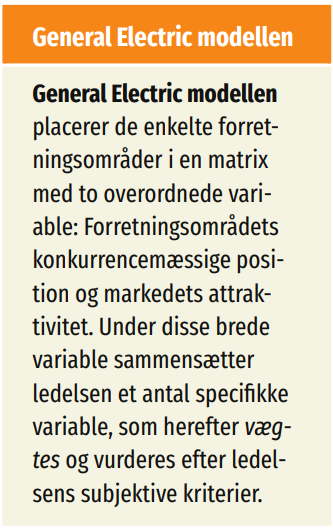 General Electric modellen
General Electric modellen
placerer de enkelte forret-
ningsområder i en matrix
med to overordnede vari-
able: Forretningsområdets
konkurrencemæssige posi-
tion og markedets attrak-
tivitet. Under disse brede
variable sammensætter
ledelsen et antal specifikke
variable, som herefter væg-
tes og vurderes efter ledel-
sens subjektive kriterier.